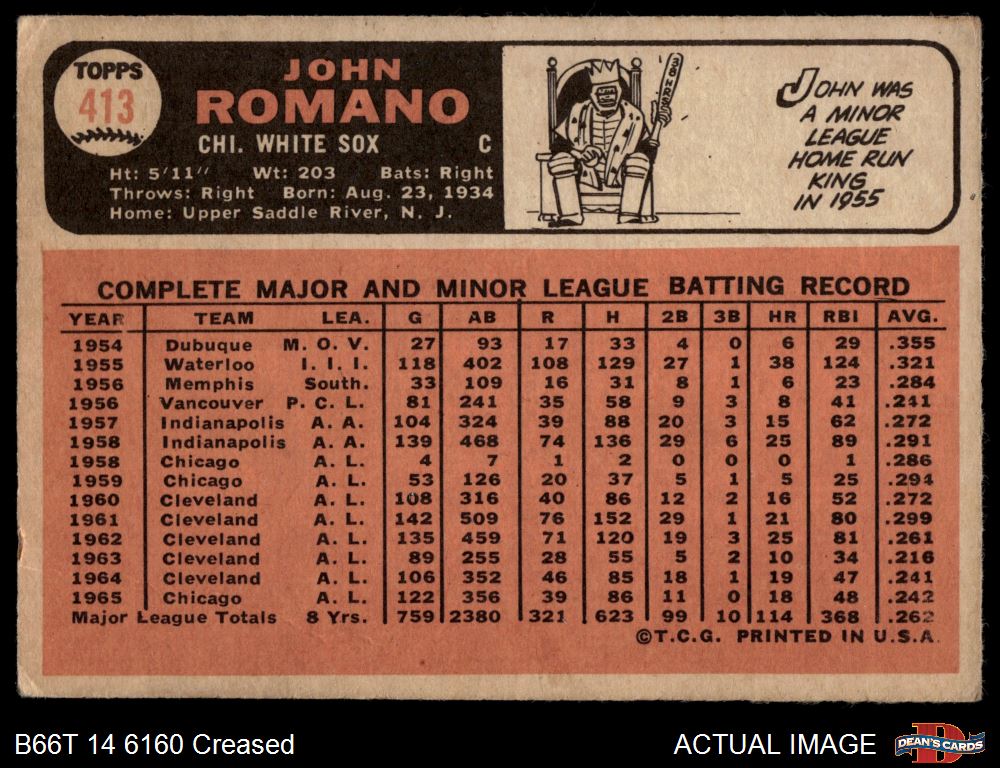 TOPPS
413
JOHN
ROMANO
CHI. WHITE SOX C
Ht: 5'11" Wt: 203 Bats: Right
Throws: Right Born: Aug. 23, 1934
Home: Upper Saddle River, N. J.
38 HRS
JOHN WAS
A MINOR
LEAGUE
HOME RUN
KING
IN 1955
COMPLETE MAJOR AND MINOR LEAGUE BATTING RECORD
YEAR TEAM LEA. G AB R H 2B 3B HR RBI AVG.
1954 Dubuque M. O. V. 27 93 17 33 4 0 6 29 .355
1955 Waterloo I. I. I. 118 402 108 129 27 1 38 124 .321
1956 Memphis South. 33 109 16 31 8 1 6 23 .284
1956 Vancouver P. C. L. 81 241 35 58 9 3 8 41 .241
1957 Indianapolis A. A. 104 324 39 88 20 3 15 62 .272
1958 Indianapolis A. A. 139 468 74 136 29 6 25 89 .291
1958 Chicago A. L. 4 7 1 2 0 0 0 1 .286
1959 Chicago A. L. 53 126 20 37 5 1 5 25 .294
1960 Cleveland A. L. 108 316 40 86 12 2 16 52 .272
1961 Cleveland A. L. 142 509 76 152 29 1 21 80 .299
1962 Cleveland A. L. 135 459 71 120 19 3 25 81 .261
1963 Cleveland A. L. 89 255 28 55 5 2 10 34 .216
1964 Cleveland A. L. 106 352 46 85 18 1 19 47 .241
1965 Chicago A. L. 122 356 39 86 11 0 18 48 .242
Major League Totals 8 Yrs. 759 2380 321 623 99 10 114 368 .262
©T.C.G. PRINTED IN U.S.A.
B66T 14 6160 Creased
ACTUAL IMAGE
DEAN'S CARDS